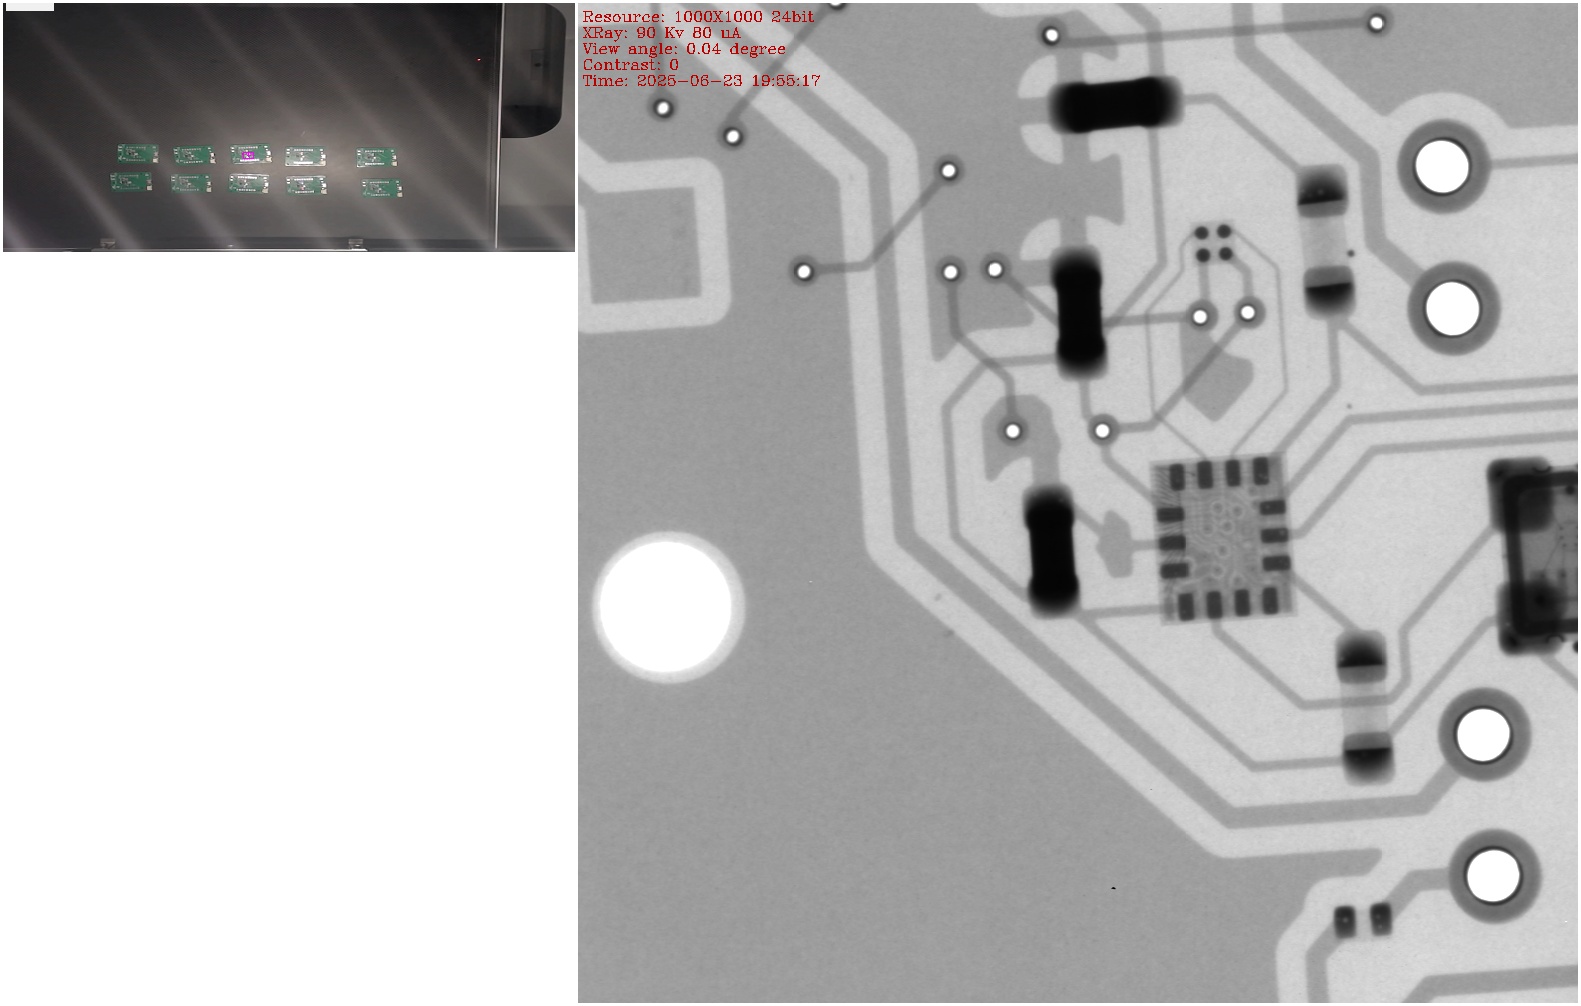 Resource: 1000X1000 24bit
XRay: 90 Kv 80 uA
View angle: 0.04 degree
Contrast: 0
Time: 2025-06-23 19:55:17